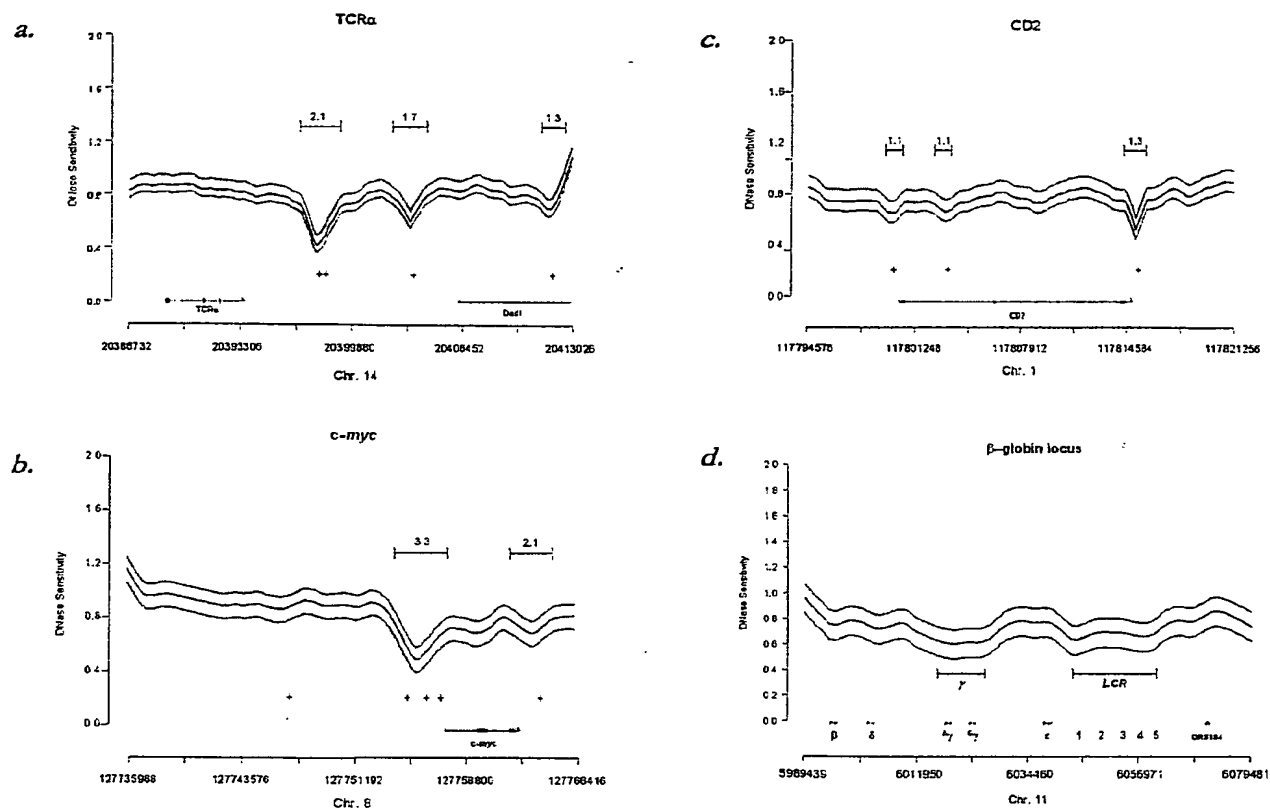 a.
TCRα
DNase Sensitivity
2.0
1.6
1.2
0.8
0.4
0.0
2.1
1.7
1.3
++
+
+
TCRα
Dad1
20386732
20393306
20399880
20406452
20413026
Chr. 14
c.
CD2
DNase Sensitivity
2.0
1.6
1.2
0.8
0.4
0.0
1.1
1.1
1.3
+
+
+
CD2
117794576
117801248
117807912
117814584
117821256
Chr. 1
b.
c-myc
DNase Sensitivity
2.0
1.6
1.2
0.8
0.4
0.0
3.3
2.1
+
+
+
+
+
c-myc
127743576
127751192
127758800
127766416
Chr. 8
d.
β-globin locus
DNase Sensitivity
2.0
1.8
1.6
1.4
1.2
1.0
0.8
0.6
0.4
0.2
0.0
γ
LCR
β
δ
Aγ
Gγ
ε
1
2
3
4
5
5989435
6011950
6034460
6056971
6079481
Chr. 11